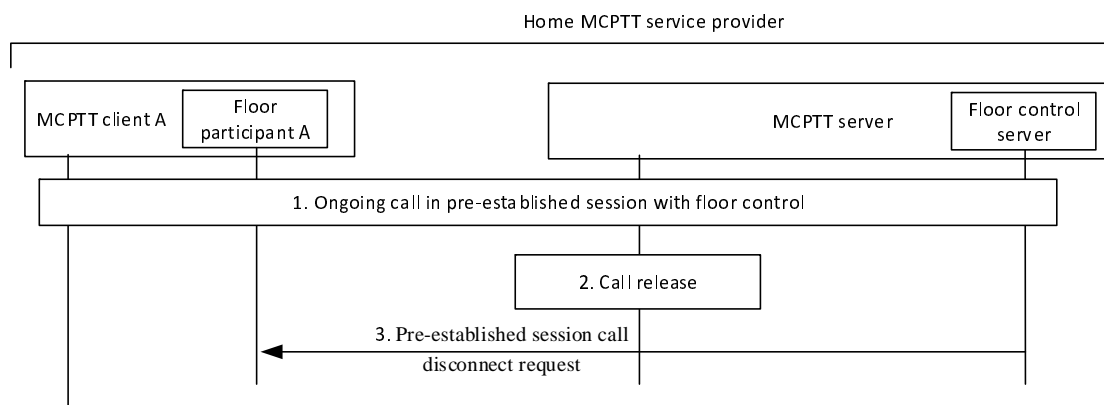 Home MCPTT service provider
MCPTT client A
Floor
participant A
MCPTT server
Floor control
server
1. Ongoing call in pre-established session with floor control
2. Call release
3. Pre-established session call
disconnect request